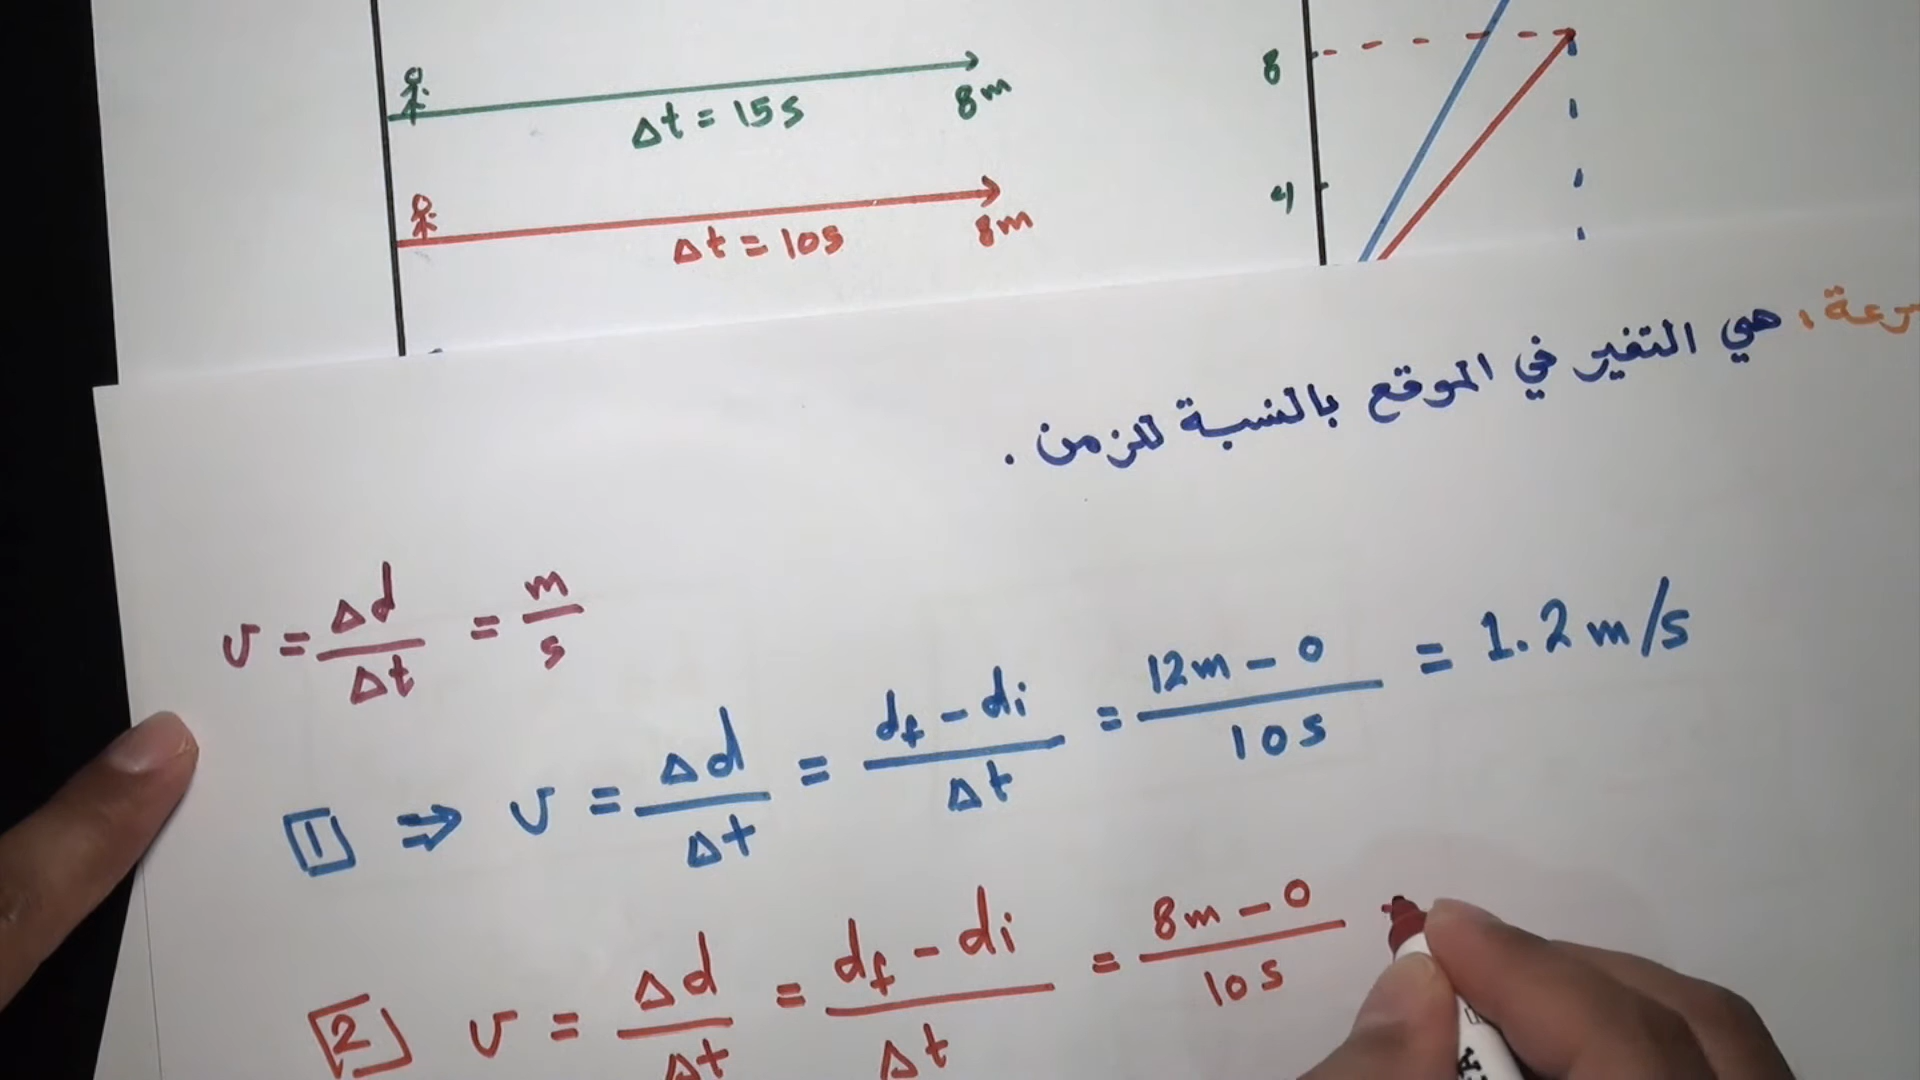 8m
Δt = 15s
8m
Δt = 10s
8
4
هي التغير في الموقع بالنسبة للزمن .
v = Δd/Δt = m/s
1 ⇒ v = Δd/Δt = df - di/Δt = 12m - 0/10s = 1.2 m/s
2 v = Δd/Δt = df - di/Δt = 8m - 0/10s